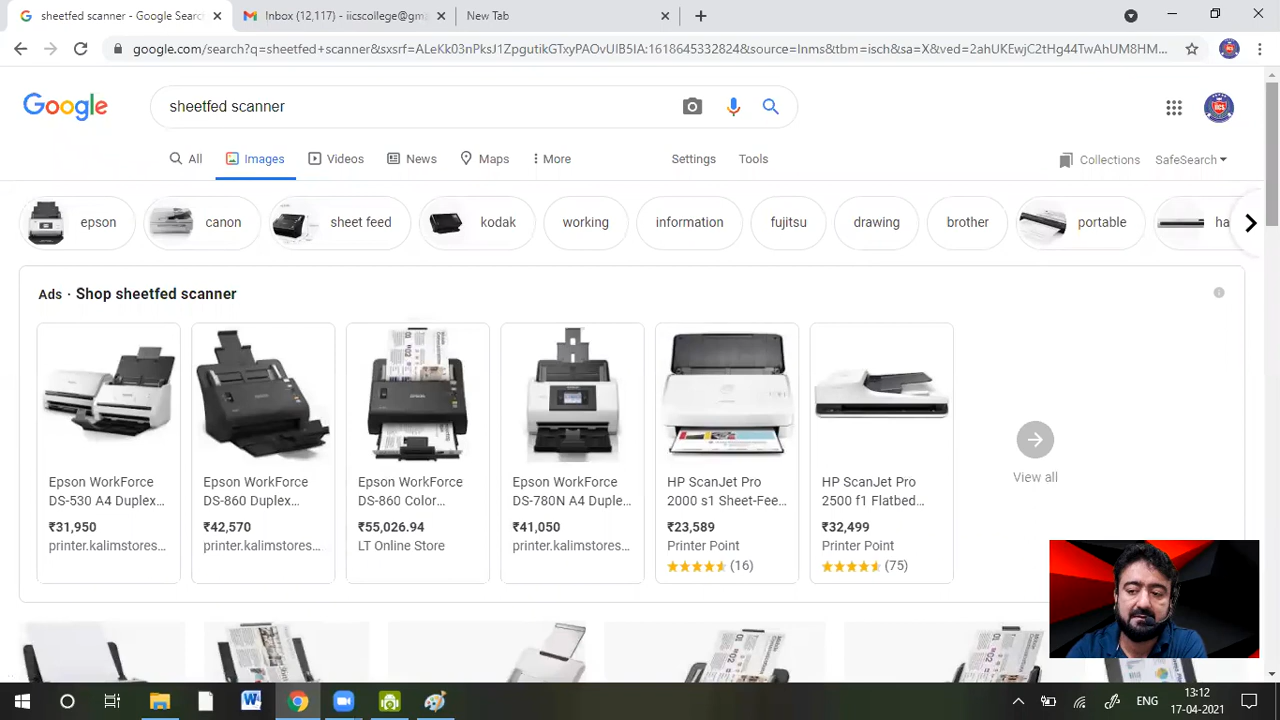 sheetfed scanner - Google Searc
Inbox (12,117) - iicscollege@gma
New Tab
google.com/search?q=sheetfed+scanner&sxsrf=ALeKk03nPksJ1ZpgutikGTxyPAOvUIB5IA:1618645332824&source=lnms&tbm=isch&sa=X&ved=2ahUKEwjC2tHg44TwAhUM8HM...
Google
sheetfed scanner
All
Images
Videos
News
Maps
More
Settings
Tools
Collections
SafeSearch
epson
canon
sheet feed
kodak
working
information
fujitsu
drawing
brother
portable
ha
Ads · Shop sheetfed scanner
Epson WorkForce
DS-530 A4 Duplex...
₹31,950
printer.kalimstores...
Epson WorkForce
DS-860 Duplex...
₹42,570
printer.kalimstores...
Epson WorkForce
DS-860 Color...
₹55,026.94
LT Online Store
Epson WorkForce
DS-780N A4 Duple...
₹41,050
printer.kalimstores...
HP ScanJet Pro
2000 s1 Sheet-Fee...
₹23,589
Printer Point
(16)
HP ScanJet Pro
2500 f1 Flatbed...
₹32,499
Printer Point
(75)
View all
ENG
13:12
17-04-2021